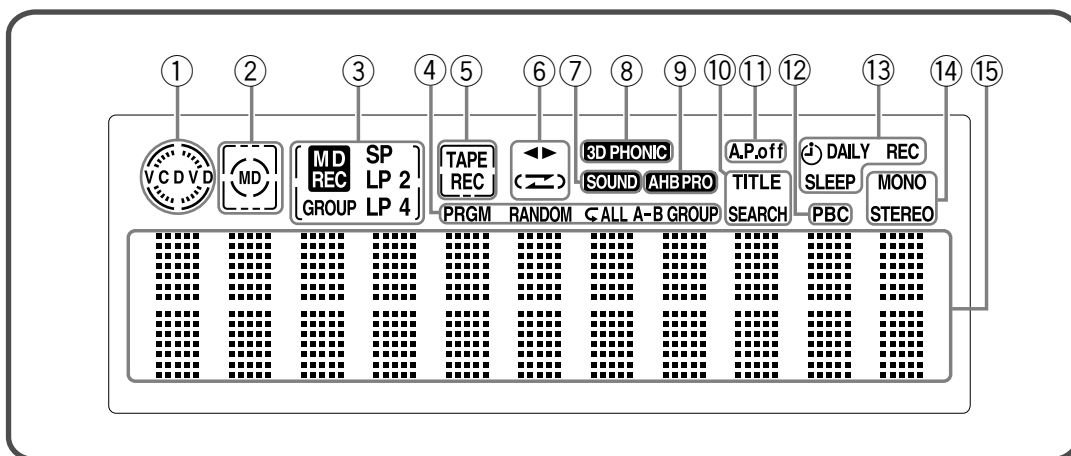 ① ② ③ ④ ⑤ ⑥ ⑦ ⑧ ⑨ ⑩ ⑪ ⑫ ⑬ ⑭ ⑮
VCDVD
MD
MD REC SP
LP 2
GROUP LP 4
TAPE REC
3D PHONIC
SOUND AHB PRO
A.P.off
TITLE
SEARCH
DAILY REC
SLEEP
MONO
STEREO
PBC
PRGM RANDOM ALL A-B GROUP